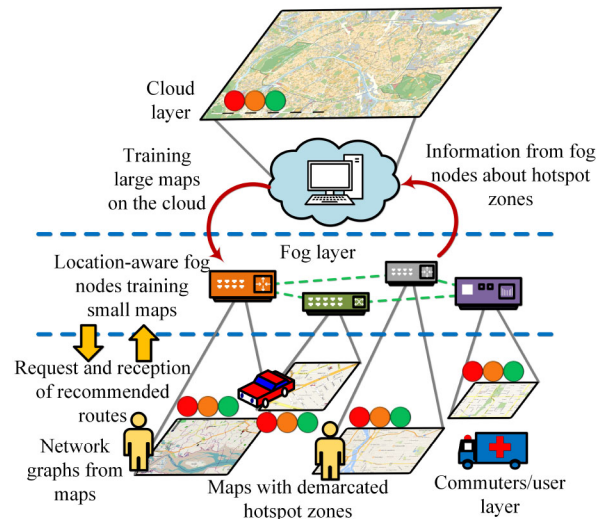 Cloud
layer
Training
large maps
on the cloud
Information from fog
nodes about hotspot
zones
Fog layer
Location-aware fog
nodes training
small maps
Request and reception
of recommended
routes
Network
graphs from
maps
Maps with demarcated
hotspot zones
Commuters/user
layer